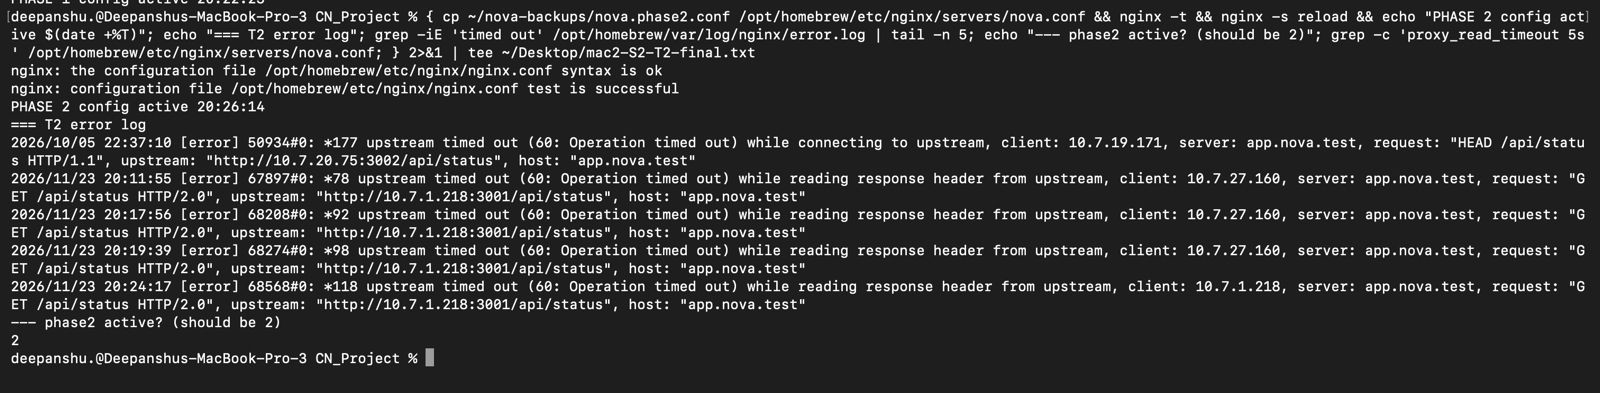 PHASE 1 config active 20:22:23
[deepanshu.@Deepanshus-MacBook-Pro-3 CN_Project % { cp ~/nova-backups/nova.phase2.conf /opt/homebrew/etc/nginx/servers/nova.conf && nginx -t && nginx -s reload && echo "PHASE 2 config act]
ive $(date +%T)"; echo "=== T2 error log"; grep -iE 'timed out' /opt/homebrew/var/log/nginx/error.log | tail -n 5; echo "--- phase2 active? (should be 2)"; grep -c 'proxy_read_timeout 5s
' /opt/homebrew/etc/nginx/servers/nova.conf; } 2>&1 | tee ~/Desktop/mac2-S2-T2-final.txt
nginx: the configuration file /opt/homebrew/etc/nginx/nginx.conf syntax is ok
nginx: configuration file /opt/homebrew/etc/nginx/nginx.conf test is successful
PHASE 2 config active 20:26:14
=== T2 error log
2026/10/05 22:37:10 [error] 50934#0: *177 upstream timed out (60: Operation timed out) while connecting to upstream, client: 10.7.19.171, server: app.nova.test, request: "HEAD /api/statu
s HTTP/1.1", upstream: "http://10.7.20.75:3002/api/status", host: "app.nova.test"
2026/11/23 20:11:55 [error] 67897#0: *78 upstream timed out (60: Operation timed out) while reading response header from upstream, client: 10.7.27.160, server: app.nova.test, request: "G
ET /api/status HTTP/2.0", upstream: "http://10.7.1.218:3001/api/status", host: "app.nova.test"
2026/11/23 20:17:56 [error] 68208#0: *92 upstream timed out (60: Operation timed out) while reading response header from upstream, client: 10.7.27.160, server: app.nova.test, request: "G
ET /api/status HTTP/2.0", upstream: "http://10.7.1.218:3001/api/status", host: "app.nova.test"
2026/11/23 20:19:39 [error] 68274#0: *98 upstream timed out (60: Operation timed out) while reading response header from upstream, client: 10.7.27.160, server: app.nova.test, request: "G
ET /api/status HTTP/2.0", upstream: "http://10.7.1.218:3001/api/status", host: "app.nova.test"
2026/11/23 20:24:17 [error] 68568#0: *118 upstream timed out (60: Operation timed out) while reading response header from upstream, client: 10.7.1.218, server: app.nova.test, request: "G
ET /api/status HTTP/2.0", upstream: "http://10.7.1.218:3001/api/status", host: "app.nova.test"
--- phase2 active? (should be 2)
2
deepanshu.@Deepanshus-MacBook-Pro-3 CN_Project %